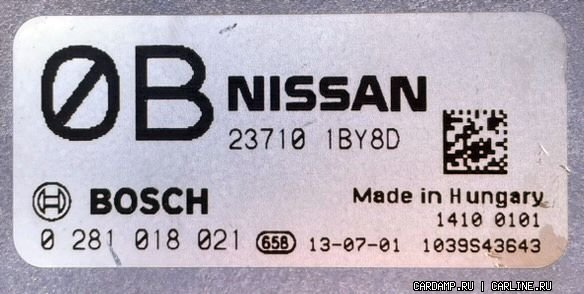 0B NISSAN
23710 1BY8D
BOSCH Made in Hungary
1410 0101
0 281 018 021 658 13-07-01 1039S43643
CARDAMP.RU | CARLINE.RU